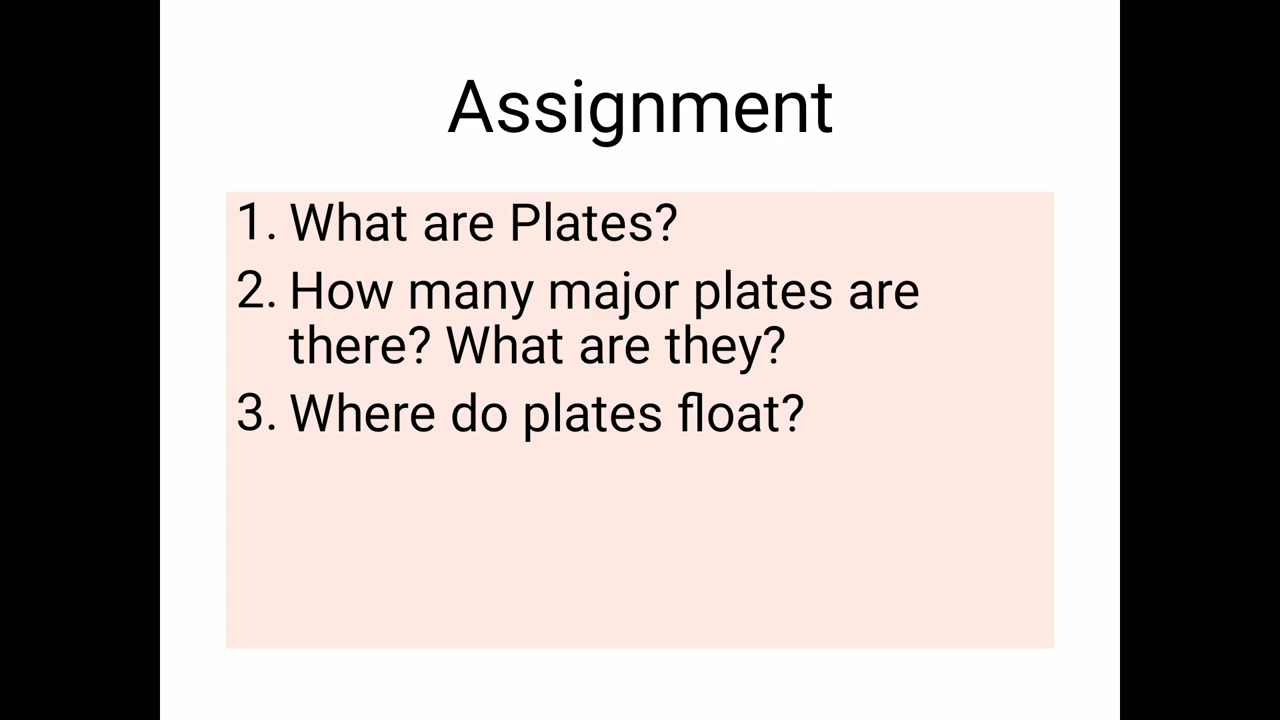 Assignment
1. What are Plates?
2. How many major plates are
there? What are they?
3. Where do plates float?